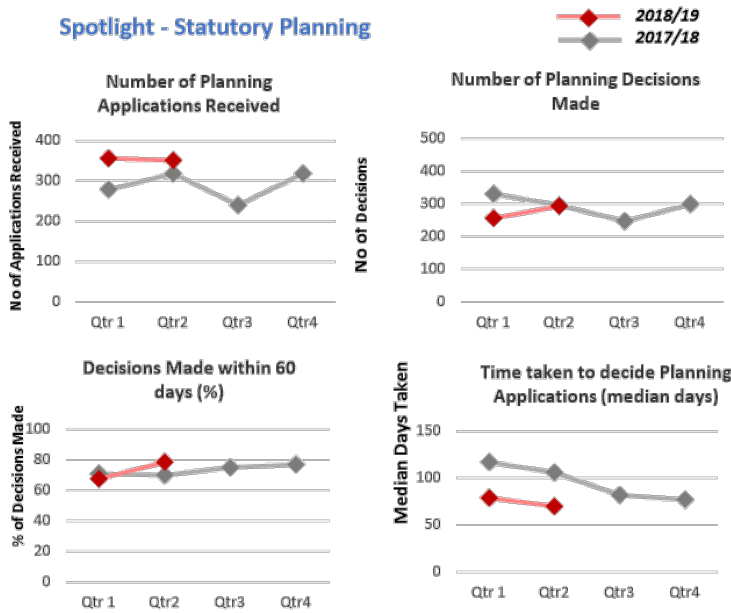 Spotlight - Statutory Planning
2018/19
2017/18
Number of Planning
Applications Received
No of Applications Received
400
300
200
100
0
Qtr 1 Qtr2 Qtr3 Qtr4
Number of Planning Decisions
Made
No of Decisions
500
400
300
200
100
0
Qtr 1 Qtr2 Qtr3 Qtr4
Decisions Made within 60
days (%)
% of Decisions Made
100
80
60
40
20
0
Qtr 1 Qtr2 Qtr3 Qtr4
Time taken to decide Planning
Applications (median days)
Median Days Taken
150
100
50
0
Qtr 1 Qtr2 Qtr3 Qtr4